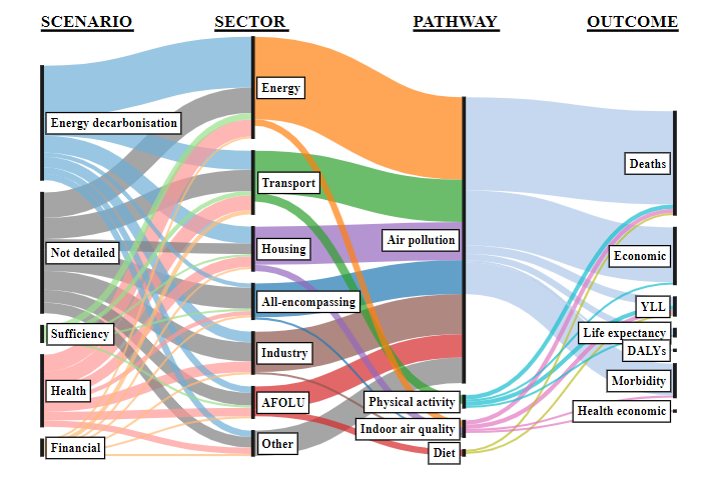 SCENARIO
SECTOR
PATHWAY
OUTCOME
Energy decarbonisation
Not detailed
Sufficiency
Health
Financial
Energy
Transport
Housing
All-encompassing
Industry
AFOLU
Other
Air pollution
Physical activity
Indoor air quality
Diet
Deaths
Economic
YLL
Life expectancy
DALYs
Morbidity
Health economic